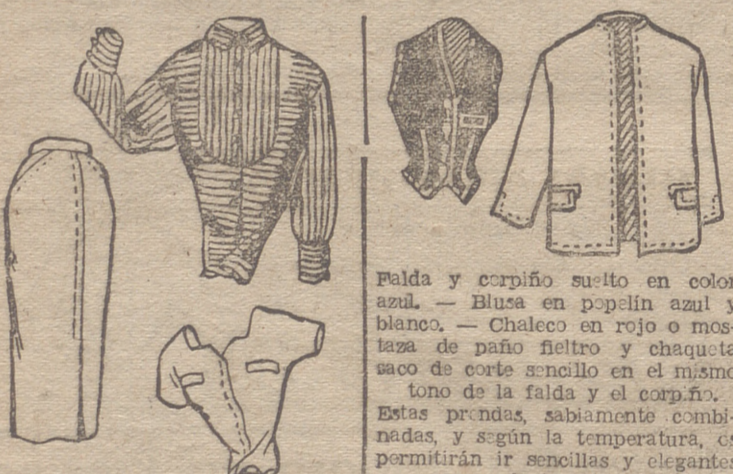 Falda y corpiño suelto en color
azul. — Blusa en popelín azul y
blanco. — Chaleco en rojo o mos-
taza de paño fieltro y chaqueta
saco de corte sencillo en el mismo
tono de la falda y el corpiño.
Estas prendas, sabiamente combi-
nadas, y según la temperatura, os
permitirán ir sencillas y elegantes